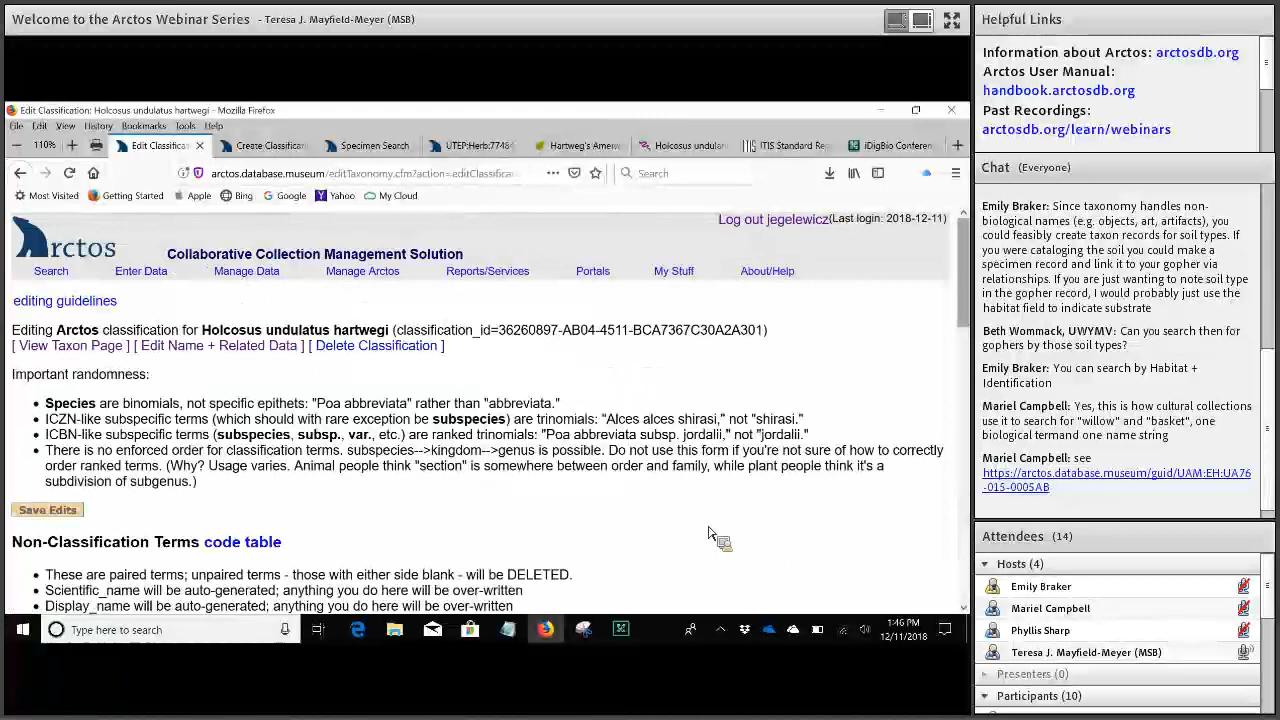 Welcome to the Arctos Webinar Series - Teresa J. Mayfield-Meyer (MSB)
Edit Classification: Holcosus undulatus hartwegi - Mozilla Firefox
File Edit View History Bookmarks Tools Help
110% Edit Classifica Create Classification Specimen Search UTEP:Herb:77484 Hartweg's Ameiv Holcosus undulat ITIS Standard Rep iDigBio Conferen
arctos.database.museum/editTaxonomy.cfm?action=editClassifica Search
Most Visited Getting Started Apple Bing Google Yahoo My Cloud
Log out jegelewicz(Last login: 2018-12-11)
Arctos
Collaborative Collection Management Solution
Search Enter Data Manage Data Manage Arctos Reports/Services Portals My Stuff About/Help
editing guidelines
Editing Arctos classification for Holcosus undulatus hartwegi (classification_id=36260897-AB04-4511-BCA7367C30A2A301)
[ View Taxon Page ] [ Edit Name + Related Data ] [ Delete Classification ]
Important randomness:
• Species are binomials, not specific epithets: "Poa abbreviata" rather than "abbreviata."
• ICZN-like subspecific terms (which should with rare exception be subspecies) are trinomials: "Alces alces shirasi," not "shirasi."
• ICBN-like subspecific terms (subspecies, subsp., var., etc.) are ranked trinomials: "Poa abbreviata subsp. jordalii," not "jordalii."
• There is no enforced order for classification terms. subspecies-->kingdom-->genus is possible. Do not use this form if you're not sure of how to correctly
order ranked terms. (Why? Usage varies. Animal people think "section" is somewhere between order and family, while plant people think it's a
subdivision of subgenus.)
Save Edits
Non-Classification Terms code table
• These are paired terms; unpaired terms - those with either side blank - will be DELETED.
• Scientific_name will be auto-generated; anything you do here will be over-written
• Display_name will be auto-generated; anything you do here will be over-written
Type here to search
1:46 PM
12/11/2018
Helpful Links
Information about Arctos: arctosdb.org
Arctos User Manual:
handbook.arctosdb.org
Past Recordings:
arctosdb.org/learn/webinars
Chat (Everyone)
Emily Braker: Since taxonomy handles non-
biological names (e.g. objects, art, artifacts), you
could feasibly create taxon records for soil types. If
you were cataloging the soil you could make a
specimen record and link it to your gopher via
relationships. If you are just wanting to note soil type
in the gopher record, I would probably just use the
habitat field to indicate substrate
Beth Wommack, UWYMV: Can you search then for
gophers by those soil types?
Emily Braker: You can search by Habitat +
Identification
Mariel Campbell: Yes, this is how cultural collections
use it to search for "willow" and "basket", one
biological termand one name string
Mariel Campbell: see
https://arctos.database.museum/guid/UAM:EH:UA76
-015-0005AB
Attendees (14)
Hosts (4)
Emily Braker
Mariel Campbell
Phyllis Sharp
Teresa J. Mayfield-Meyer (MSB)
Presenters (0)
Participants (10)